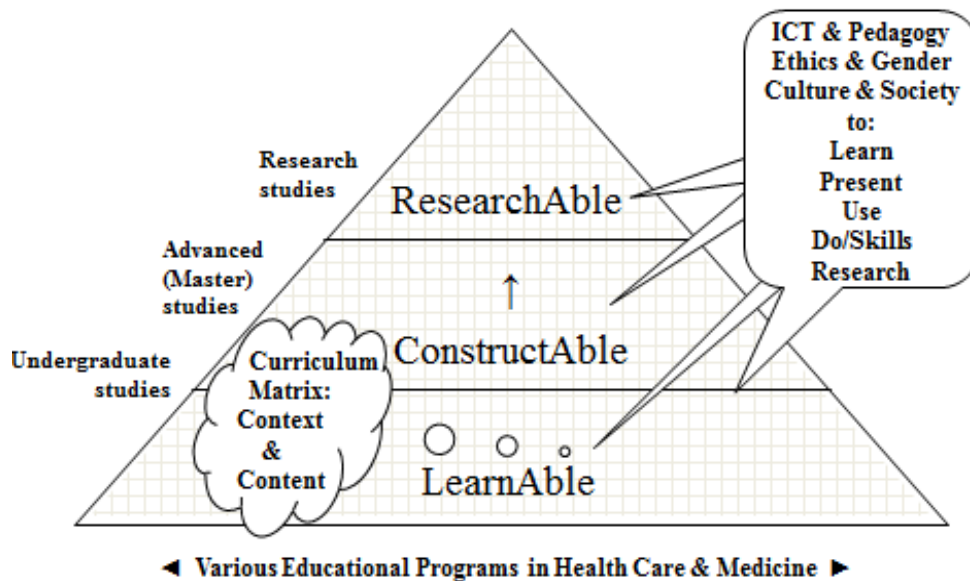 ICT & Pedagogy
Ethics & Gender
Culture & Society
to:
Learn
Present
Use
Do/Skills
Research
Research
studies
ResearchAble
Advanced
(Master)
studies
↑
ConstructAble
Undergraduate
studies
Curriculum
Matrix:
Context
&
Content
LearnAble
◄ Various Educational Programs in Health Care & Medicine ►